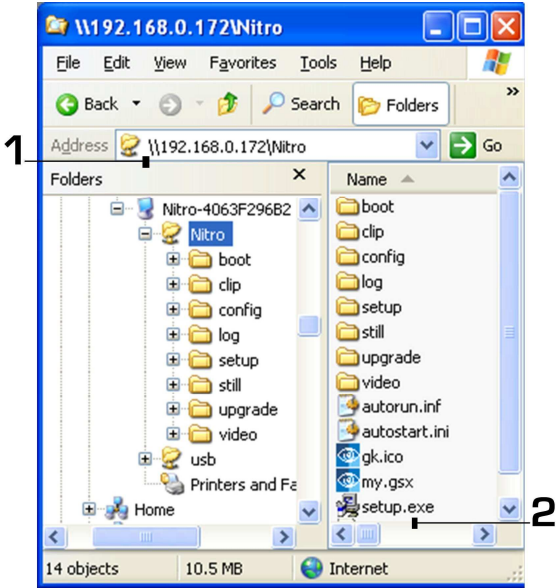 \\192.168.0.172\Nitro
File Edit View Favorites Tools Help
Back Search Folders »
1
Address \\192.168.0.172\Nitro Go
Folders
Nitro-4063F296B2
Nitro
boot
clip
config
log
setup
still
upgrade
video
usb
Printers and Fa
Home
Name
boot
clip
config
log
setup
still
upgrade
video
autorun.inf
autostart.ini
gk.ico
my.gsx
setup.exe
2
14 objects 10.5 MB Internet